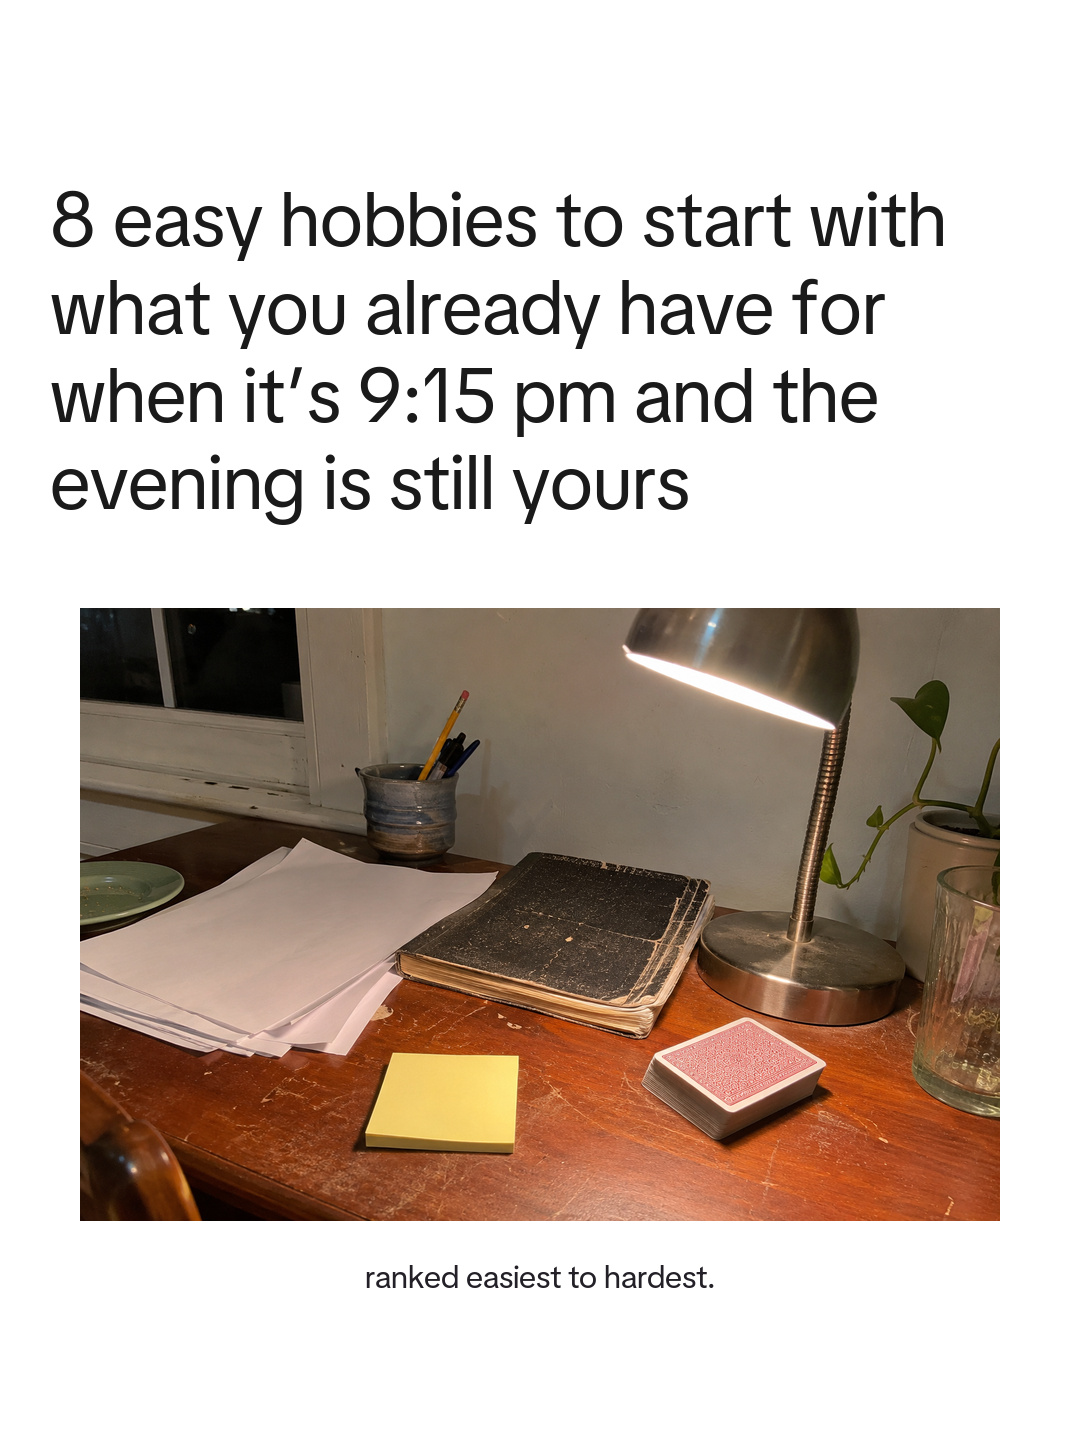 8 easy hobbies to start with
what you already have for
when it’s 9:15 pm and the
evening is still yours
ranked easiest to hardest.